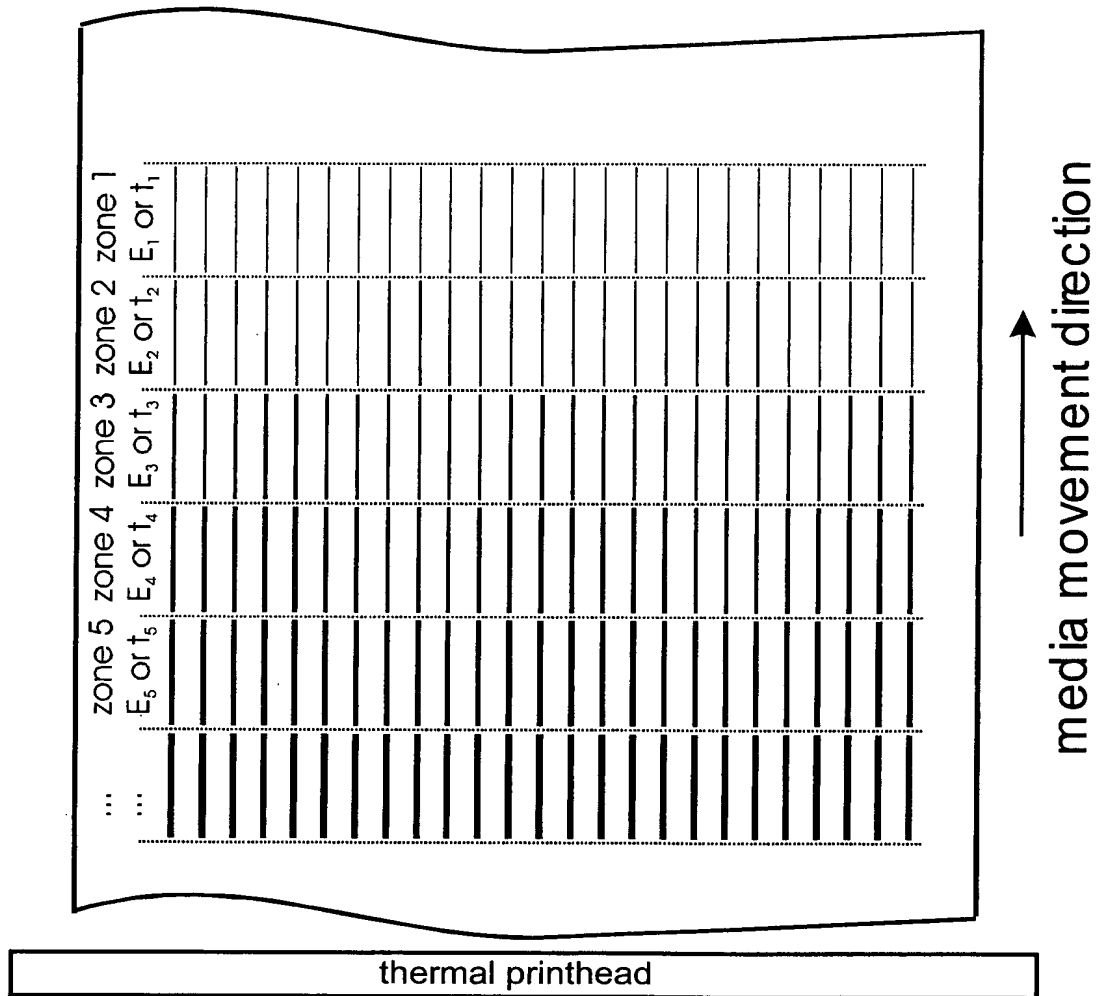 zone 1
E₁ or t₁
zone 2
E₂ or t₂
zone 3
E₃ or t₃
zone 4
E₄ or t₄
zone 5
E₅ or t₅
...
...
media movement direction
thermal printhead